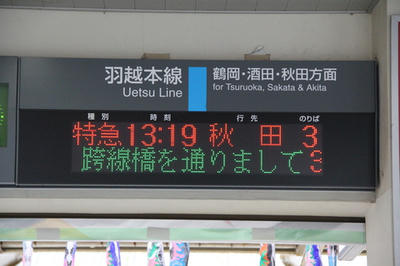 羽越本線
Uetsu Line
鶴岡・酒田・秋田方面
for Tsuruoka, Sakata & Akita
種別 時刻 行先 のりば
特急 13:19 秋田 3
跨線橋を通りまして3